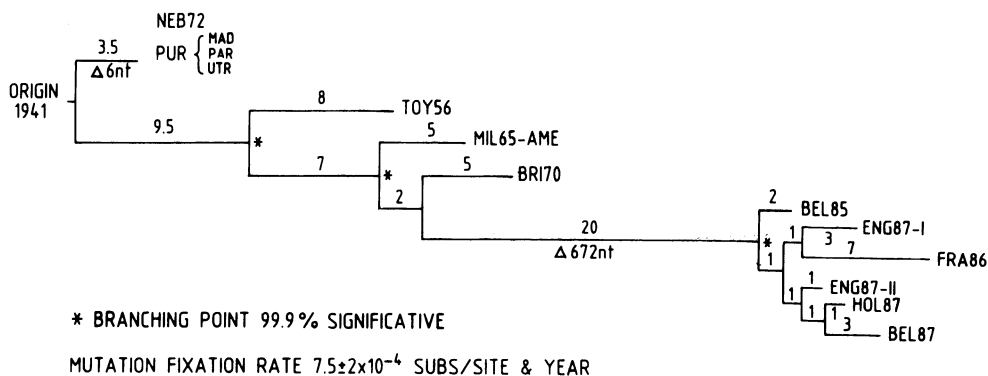 NEB72
3.5
PUR { MAD
PAR
UTR
Δ6nt
ORIGIN
1941
9.5
8
TOY56
*
5
MIL65-AME
7
*
5
BRI70
2
20
Δ672nt
2
BEL85
*
1
ENG87-I
3
7
FRA86
1
1
ENG87-II
1
HOL87
1
1
3
BEL87
* BRANCHING POINT 99.9% SIGNIFICATIVE
MUTATION FIXATION RATE 7.5±2x10⁻⁴ SUBS/SITE & YEAR